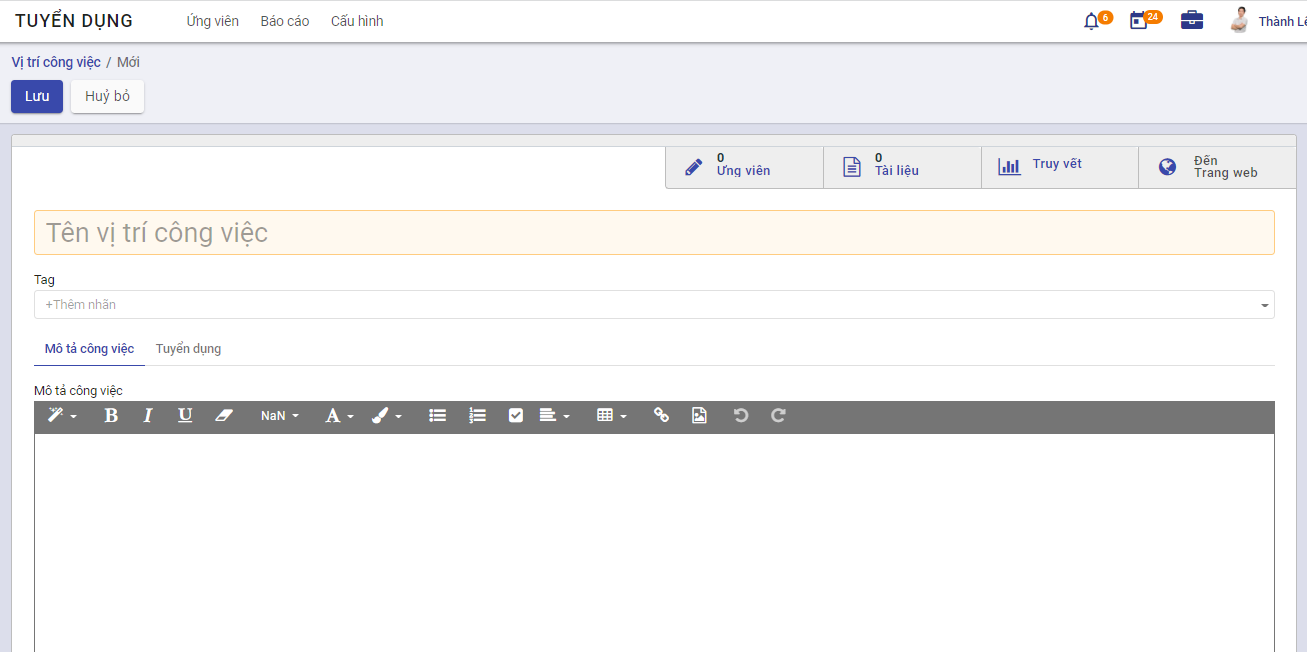 TUYỂN DỤNG Ứng viên Báo cáo Cấu hình 6 24 Thành Lê
Vị trí công việc / Mới
Lưu Huỷ bỏ
0 Ứng viên
0 Tài liệu
Truy vết
Đến Trang web
Tên vị trí công việc
Tag
+Thêm nhãn
Mô tả công việc Tuyển dụng
Mô tả công việc
B I U NaN A